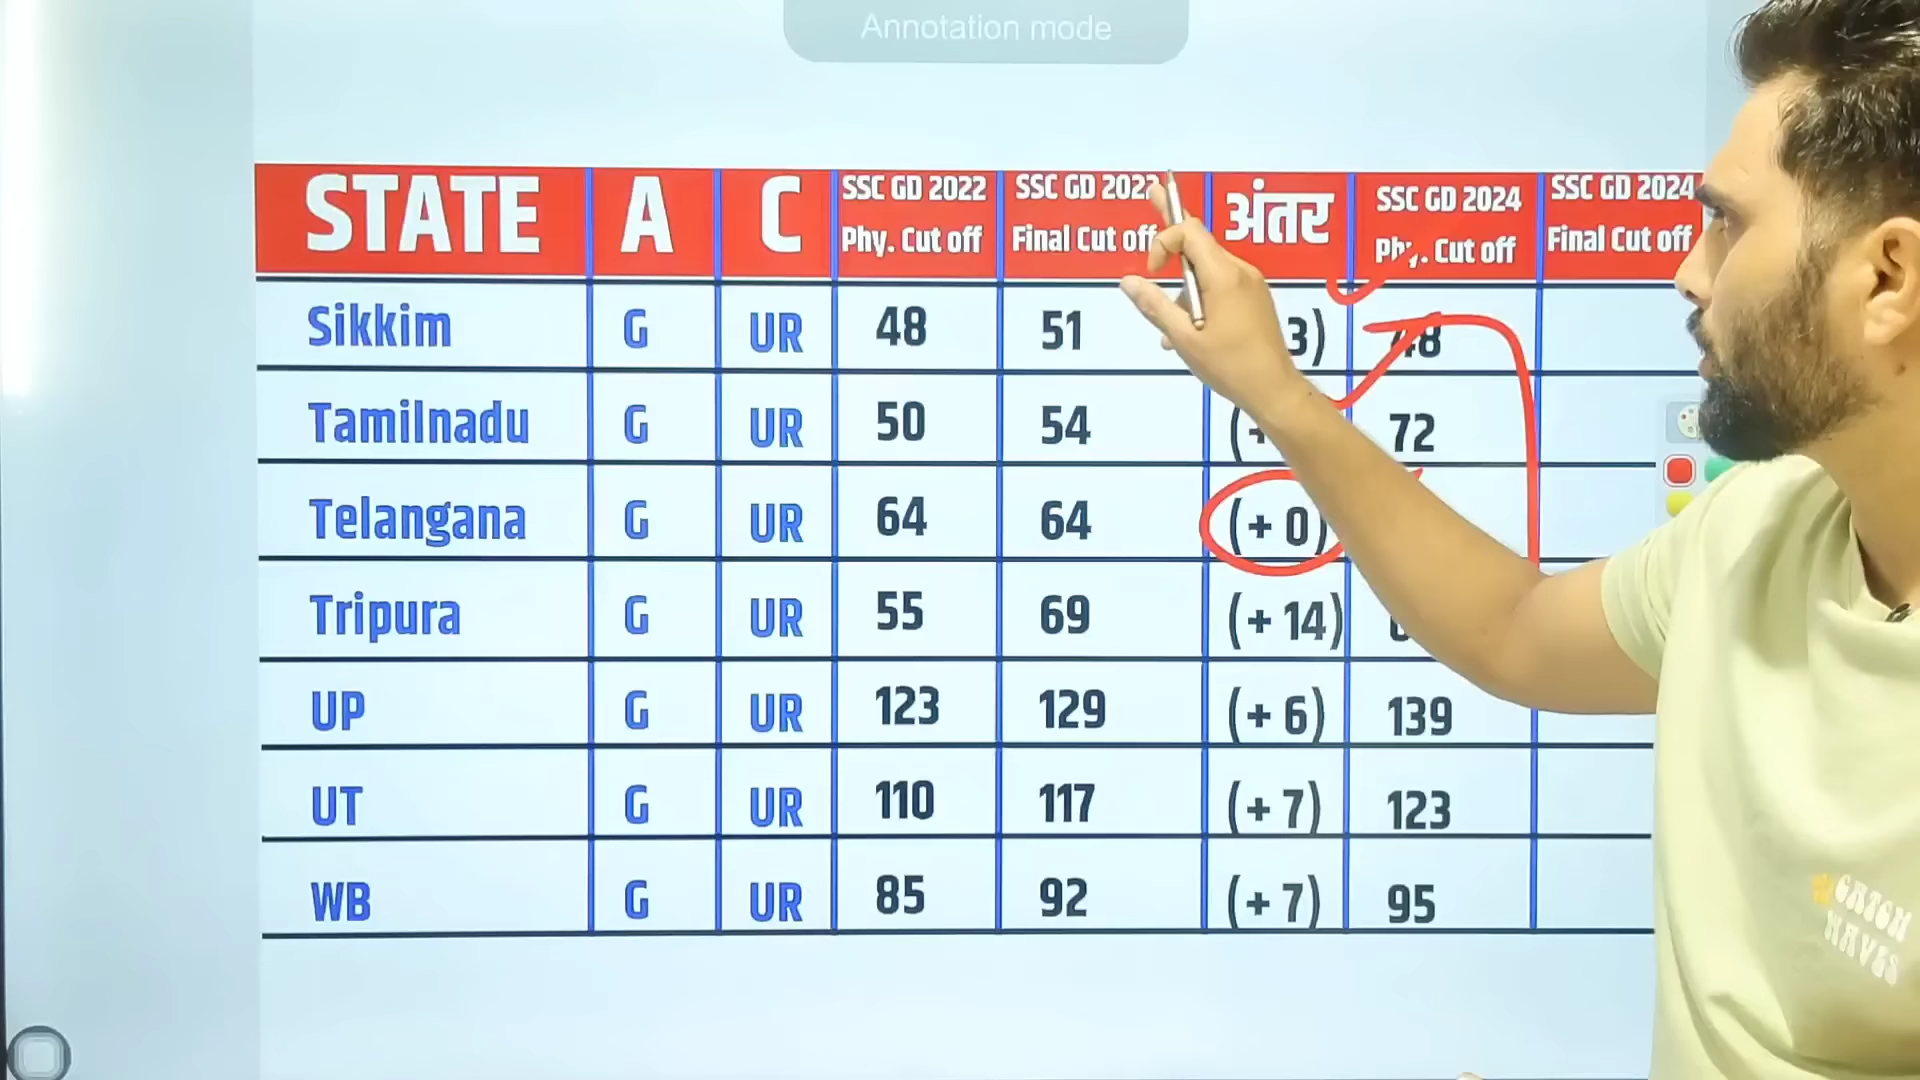 Annotation mode
STATE A C SSC GD 2022 Phy. Cut off SSC GD 2022 Final Cut off अंतर SSC GD 2024 Phy. Cut off SSC GD 2024 Final Cut off
Sikkim G UR 48 51 3) 48
Tamilnadu G UR 50 54 (+ 72
Telangana G UR 64 64 (+ 0)
Tripura G UR 55 69 (+ 14)
UP G UR 123 129 (+ 6) 139
UT G UR 110 117 (+ 7) 123
WB G UR 85 92 (+ 7) 95
CATCH
WAVES